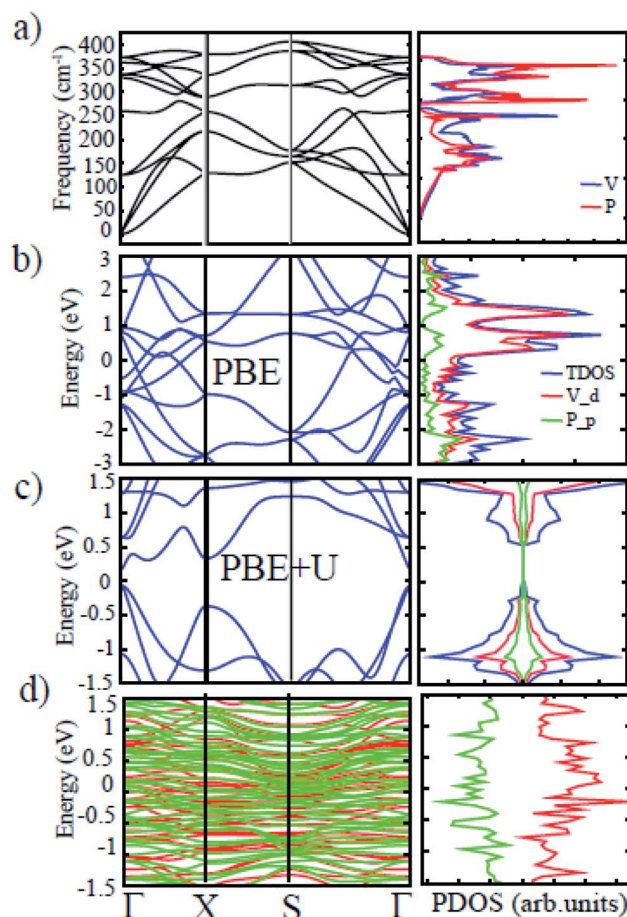 a)
Frequency (cm-1)
400
350
300
250
200
150
100
50
0
V
P
b)
Energy (eV)
3
2
1
0
-1
-2
-3
PBE
TDOS
V_d
P_p
c)
Energy (eV)
1.5
1
0.5
0
-0.5
-1
-1.5
PBE+U
d)
Energy (eV)
1.5
1
0.5
0
-0.5
-1
-1.5
Γ X S Γ
PDOS (arb.units)